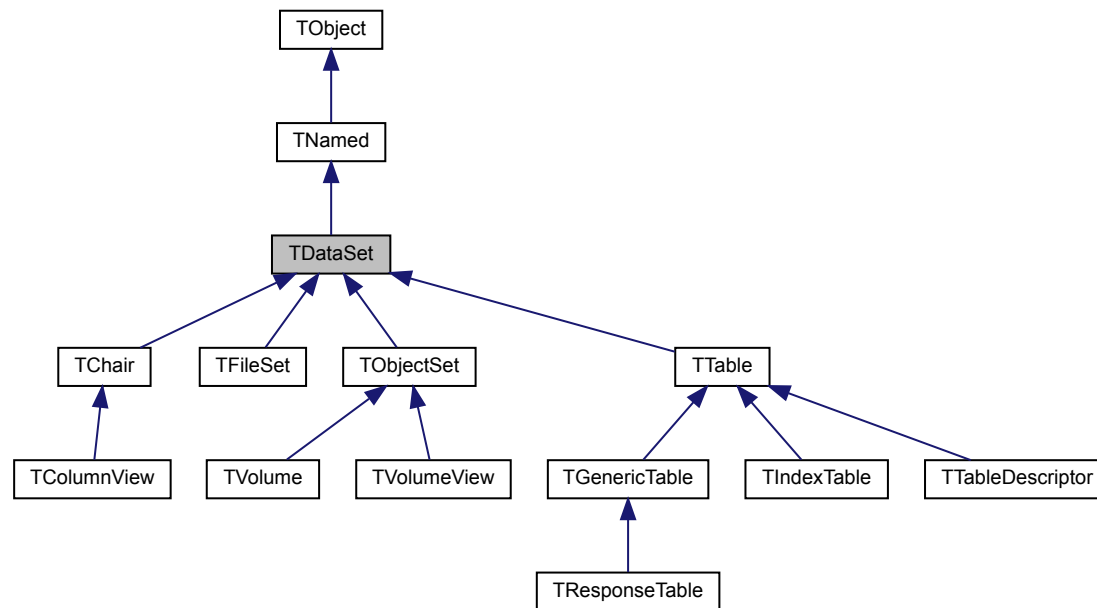 TObject
TNamed
TDataSet
TChair
TFileSet
TObjectSet
TTable
TColumnView
TVolume
TVolumeView
TGenericTable
TIndexTable
TTableDescriptor
TResponseTable